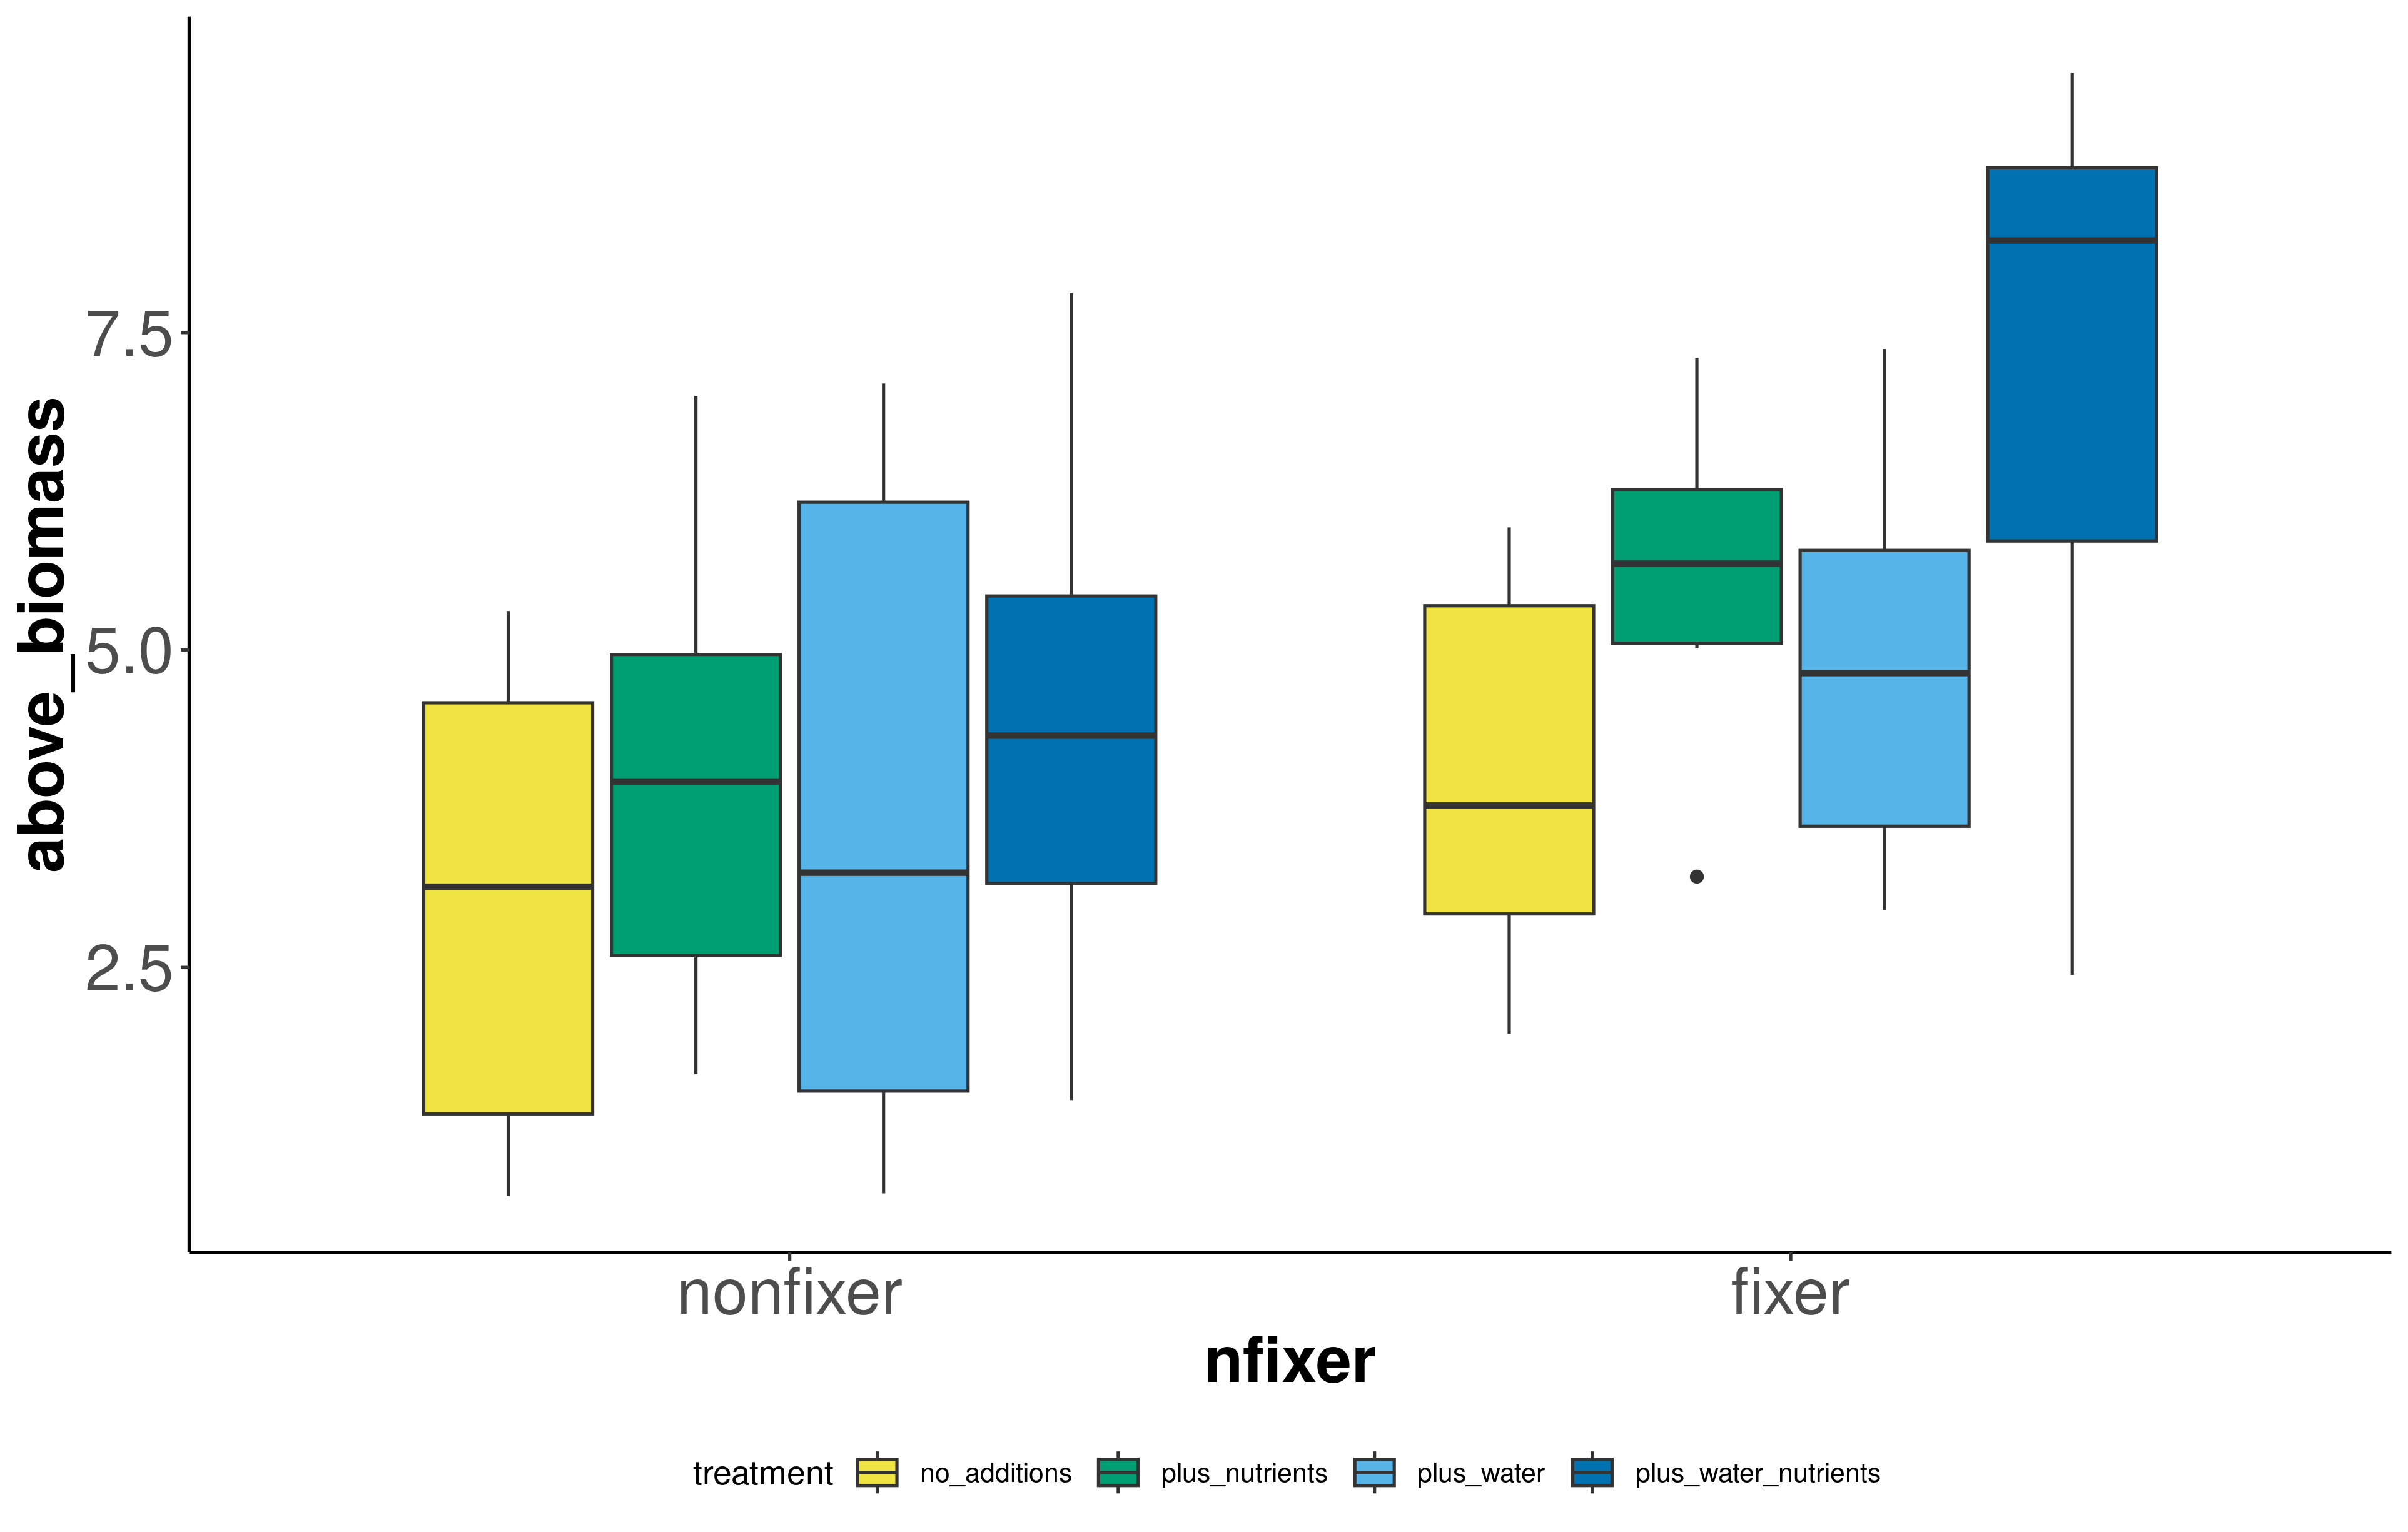 above_biomass
7.5
5.0
2.5
nonfixer fixer
nfixer
treatment no_additions plus_nutrients plus_water plus_water_nutrients